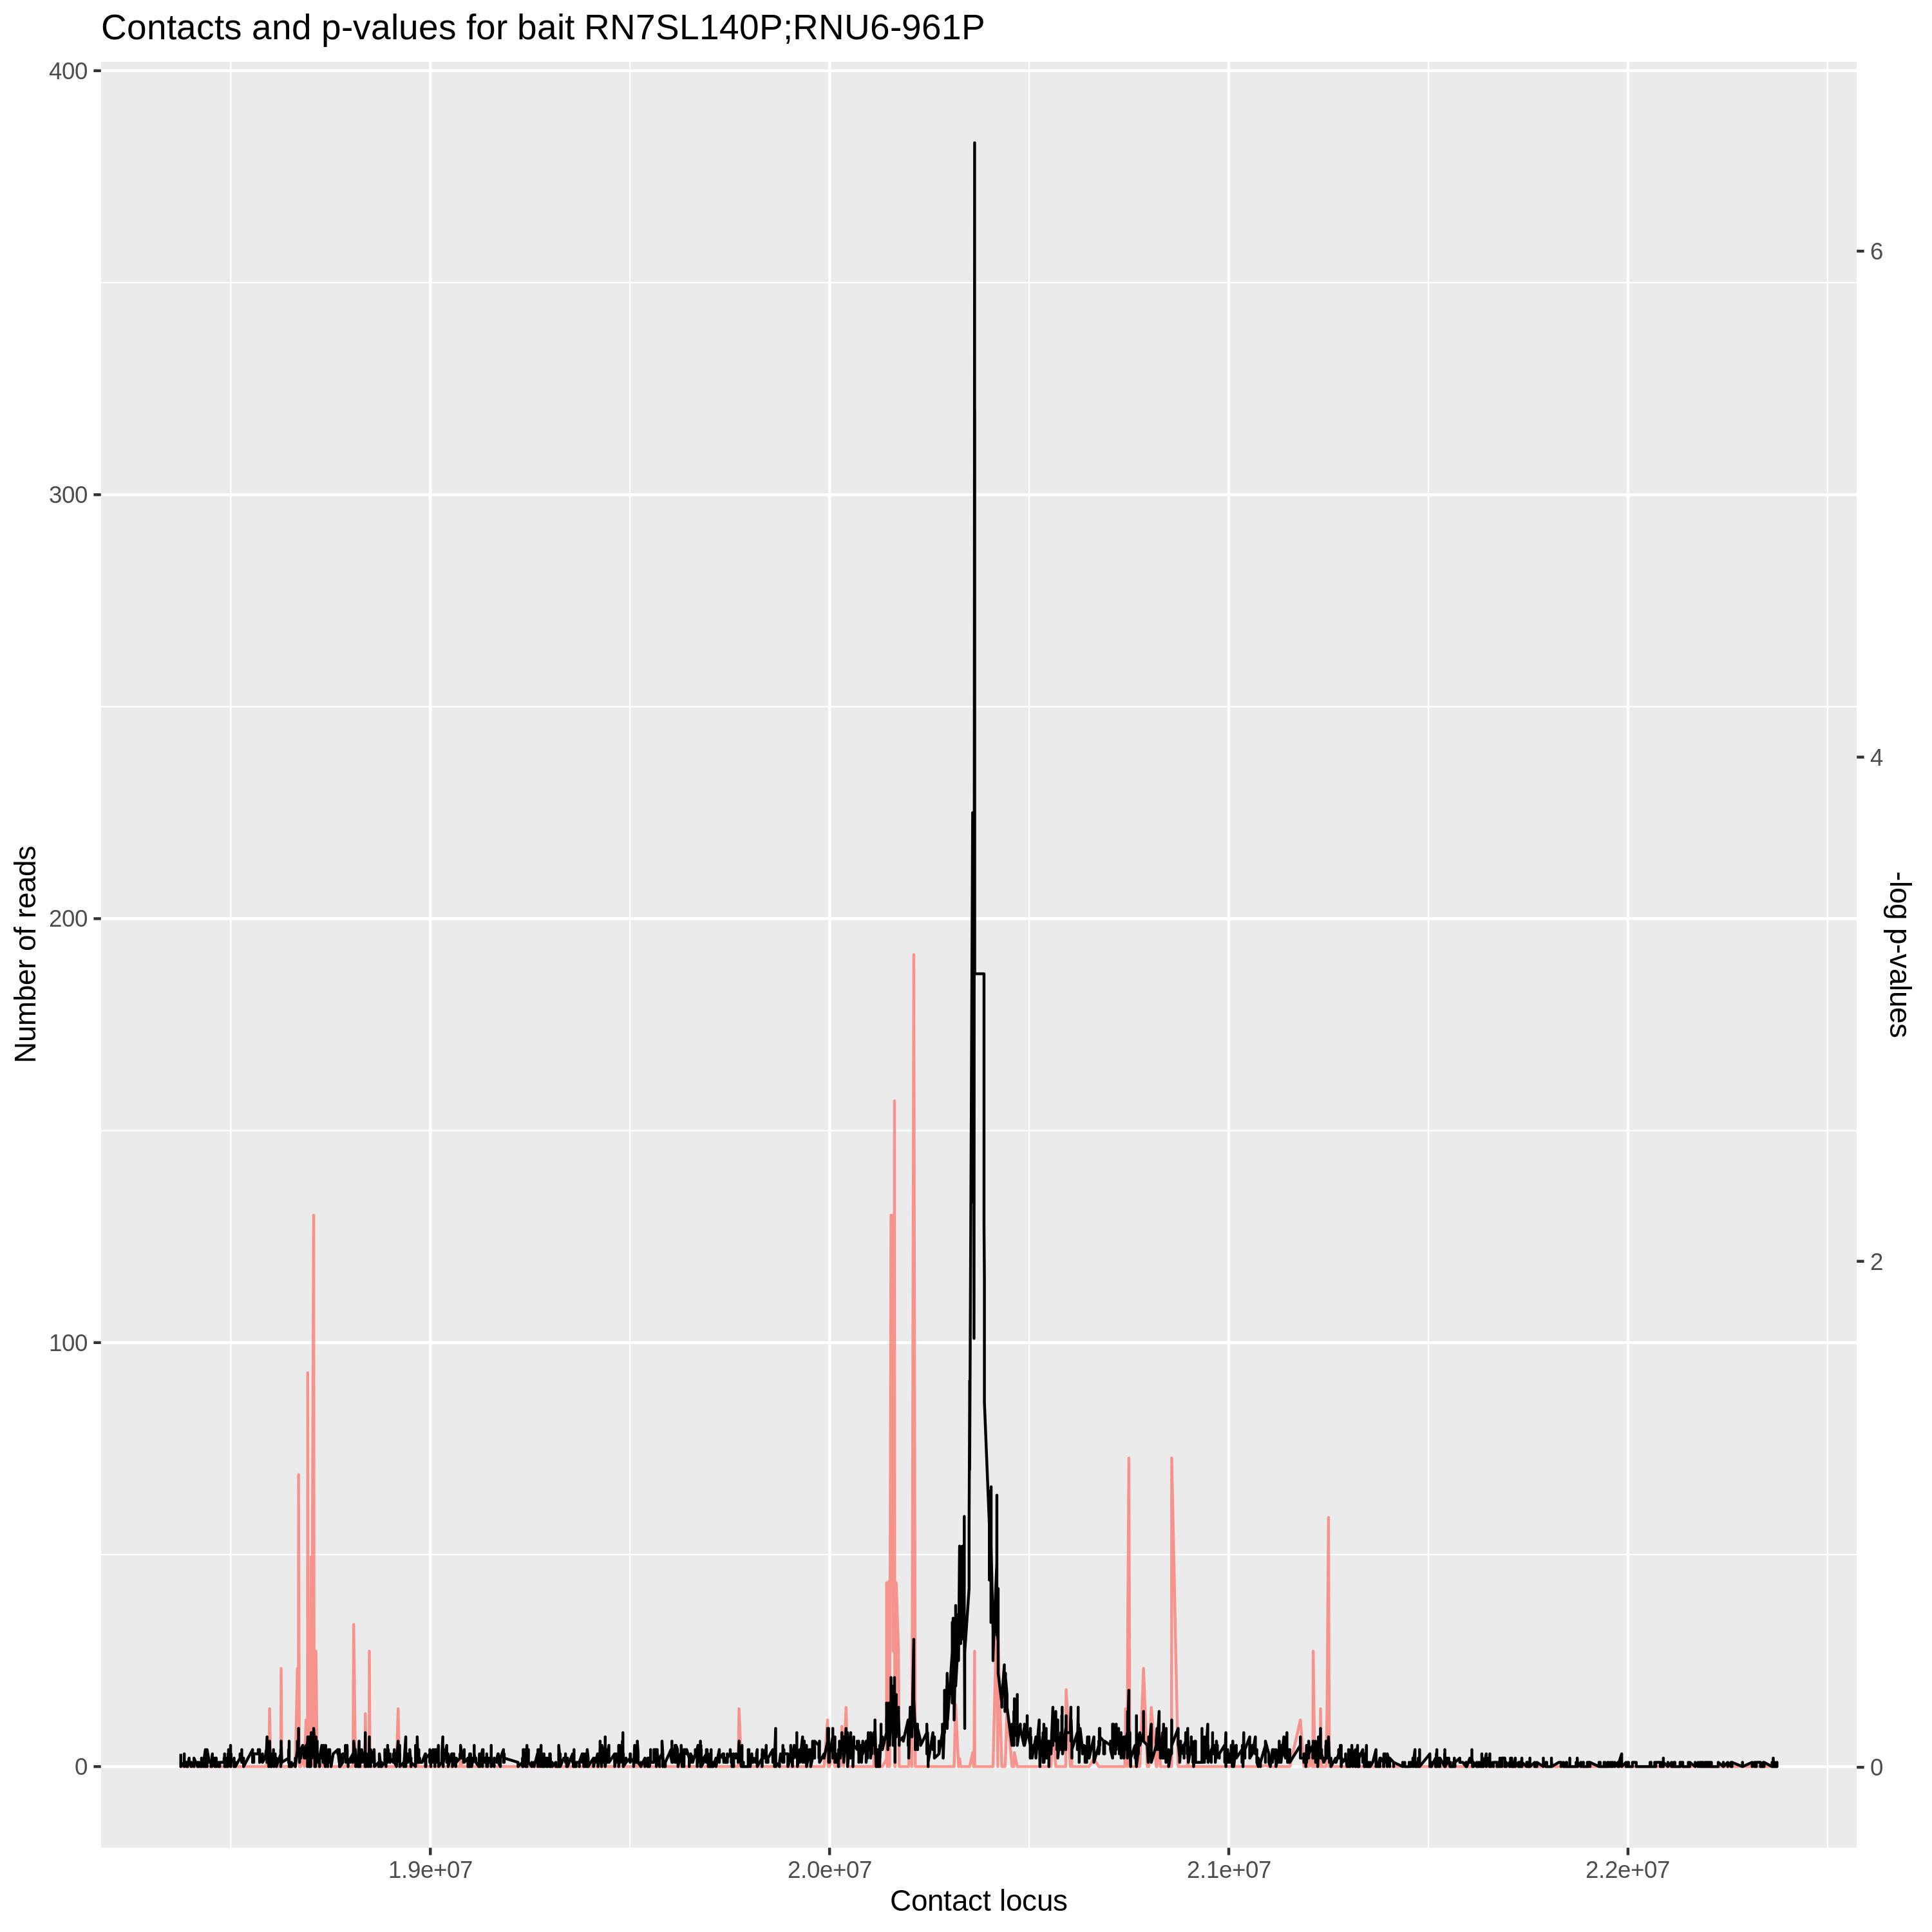 Contacts and p-values for bait RN7SL140P;RNU6-961P
400
300
200
100
0
Number of reads
6
4
2
0
-log p-values
1.9e+07
2.0e+07
2.1e+07
2.2e+07
Contact locus